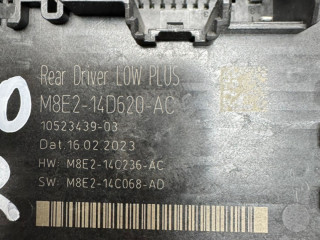 Rear Driver LOW PLUS
M8E2-14D620-AC
10523439-03
Dat.16.02.2023
HW: M8E2-14C236-AC
SW: M8E2-14C068-AD